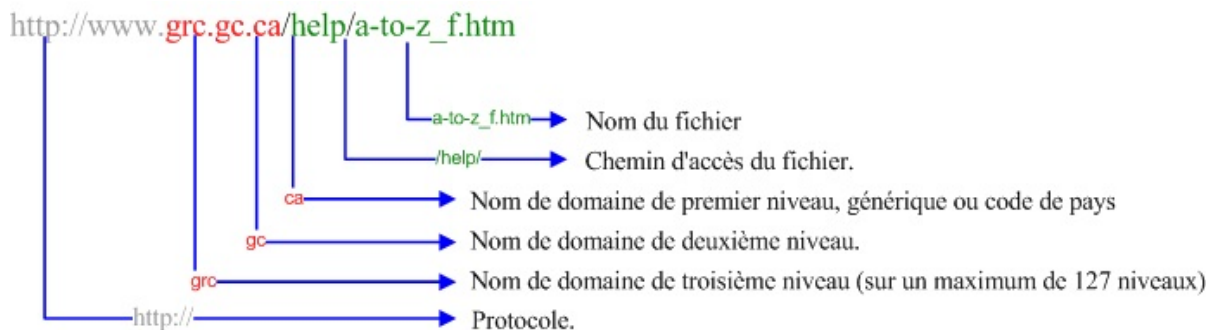 http://www.grc.gc.ca/help/a-to-z_f.htm
a-to-z_f.htm Nom du fichier
/help/ Chemin d'accès du fichier.
ca Nom de domaine de premier niveau, générique ou code de pays
gc Nom de domaine de deuxième niveau.
grc Nom de domaine de troisième niveau (sur un maximum de 127 niveaux)
http:// Protocole.